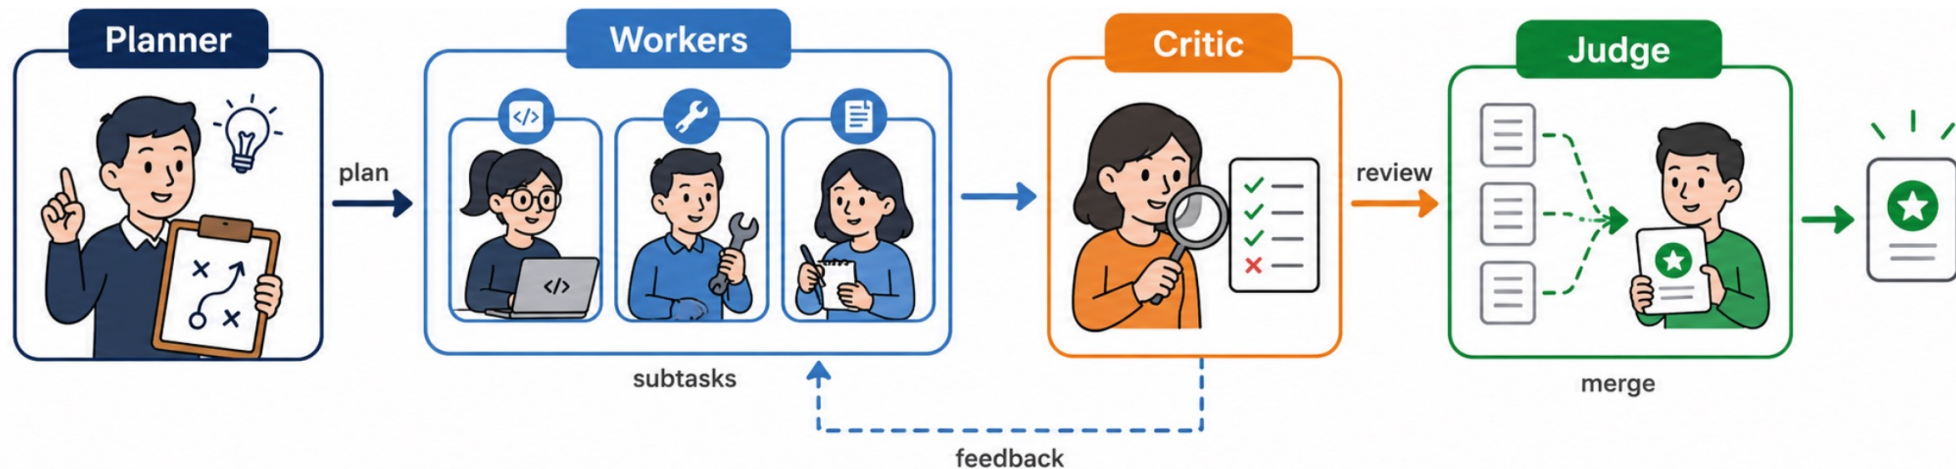 Planner
plan
Workers
</>
</>
subtasks
Critic
feedback
review
Judge
merge